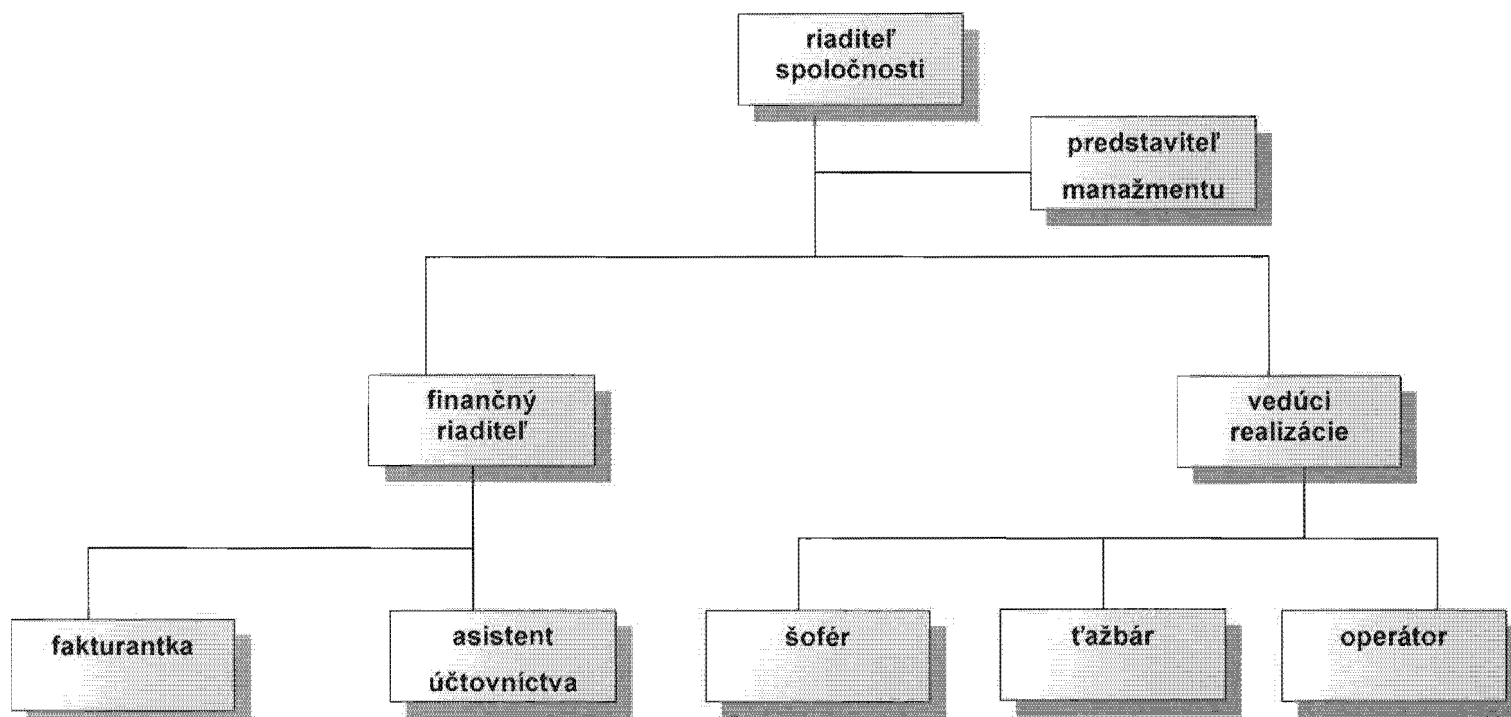 riaditeľ
spoločnosti
predstaviteľ
manažmentu
finančný
riaditeľ
vedúci
realizácie
fakturantka
asistent
účtovníctva
šofér
ťažbár
operátor